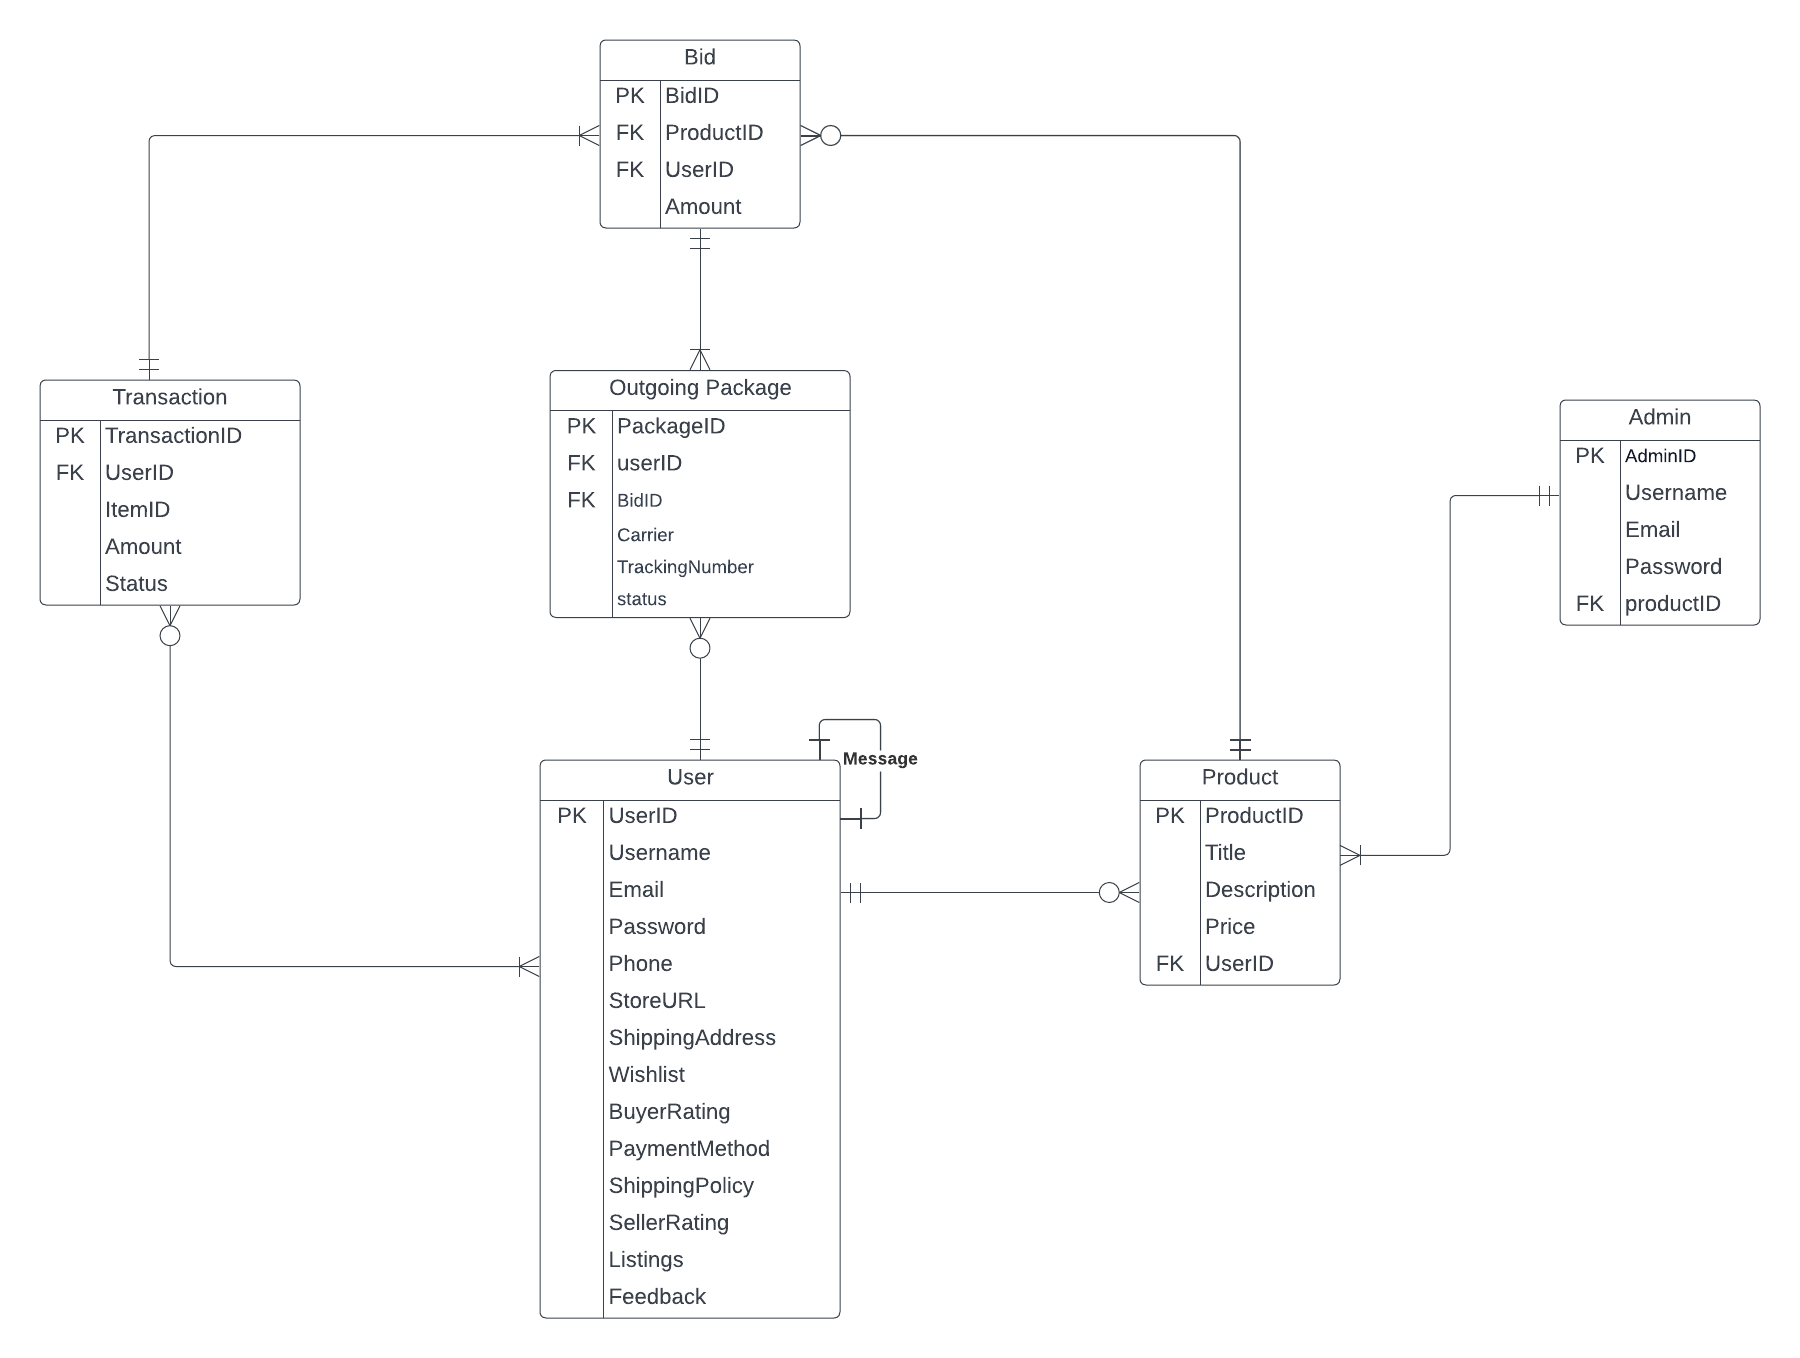 Bid
PK BidID
FK ProductID
FK UserID
Amount
Transaction
PK TransactionID
FK UserID
ItemID
Amount
Status
Outgoing Package
PK PackageID
FK userID
FK BidID
Carrier
TrackingNumber
status
Admin
PK AdminID
Username
Email
Password
FK productID
Message
User
PK UserID
Username
Email
Password
Phone
StoreURL
ShippingAddress
Wishlist
BuyerRating
PaymentMethod
ShippingPolicy
SellerRating
Listings
Feedback
Product
PK ProductID
Title
Description
Price
FK UserID